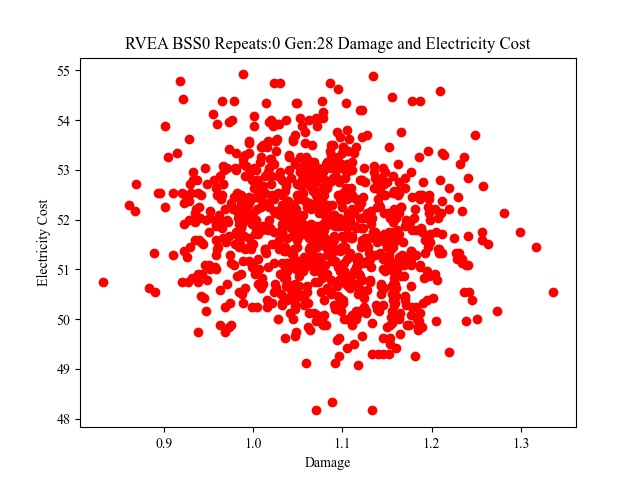 RVEA BSS0 Repeats:0 Gen:28 Damage and Electricity Cost
55
54
53
52
51
50
49
48
Electricity Cost
0.9 1.0 1.1 1.2 1.3
Damage